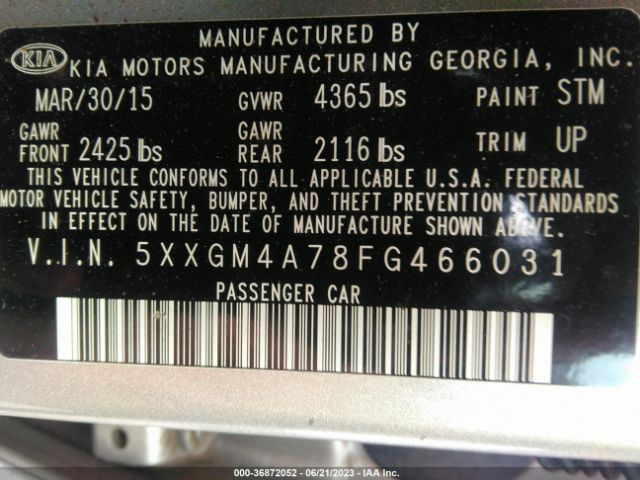 MANUFACTURED BY
KIA KIA MOTORS MANUFACTURING GEORGIA, INC.
MAR/30/15 GVWR 4365 lbs PAINT STM
GAWR FRONT 2425 lbs GAWR REAR 2116 lbs TRIM UP
THIS VEHICLE CONFORMS TO ALL APPLICABLE U.S.A. FEDERAL
MOTOR VEHICLE SAFETY, BUMPER, AND THEFT PREVENTION STANDARDS
IN EFFECT ON THE DATE OF MANUFACTURE SHOWN ABOVE.
V.I.N. 5XXGM4A78FG466031
PASSENGER CAR
000-36872052 - 06/21/2023 - IAA Inc.